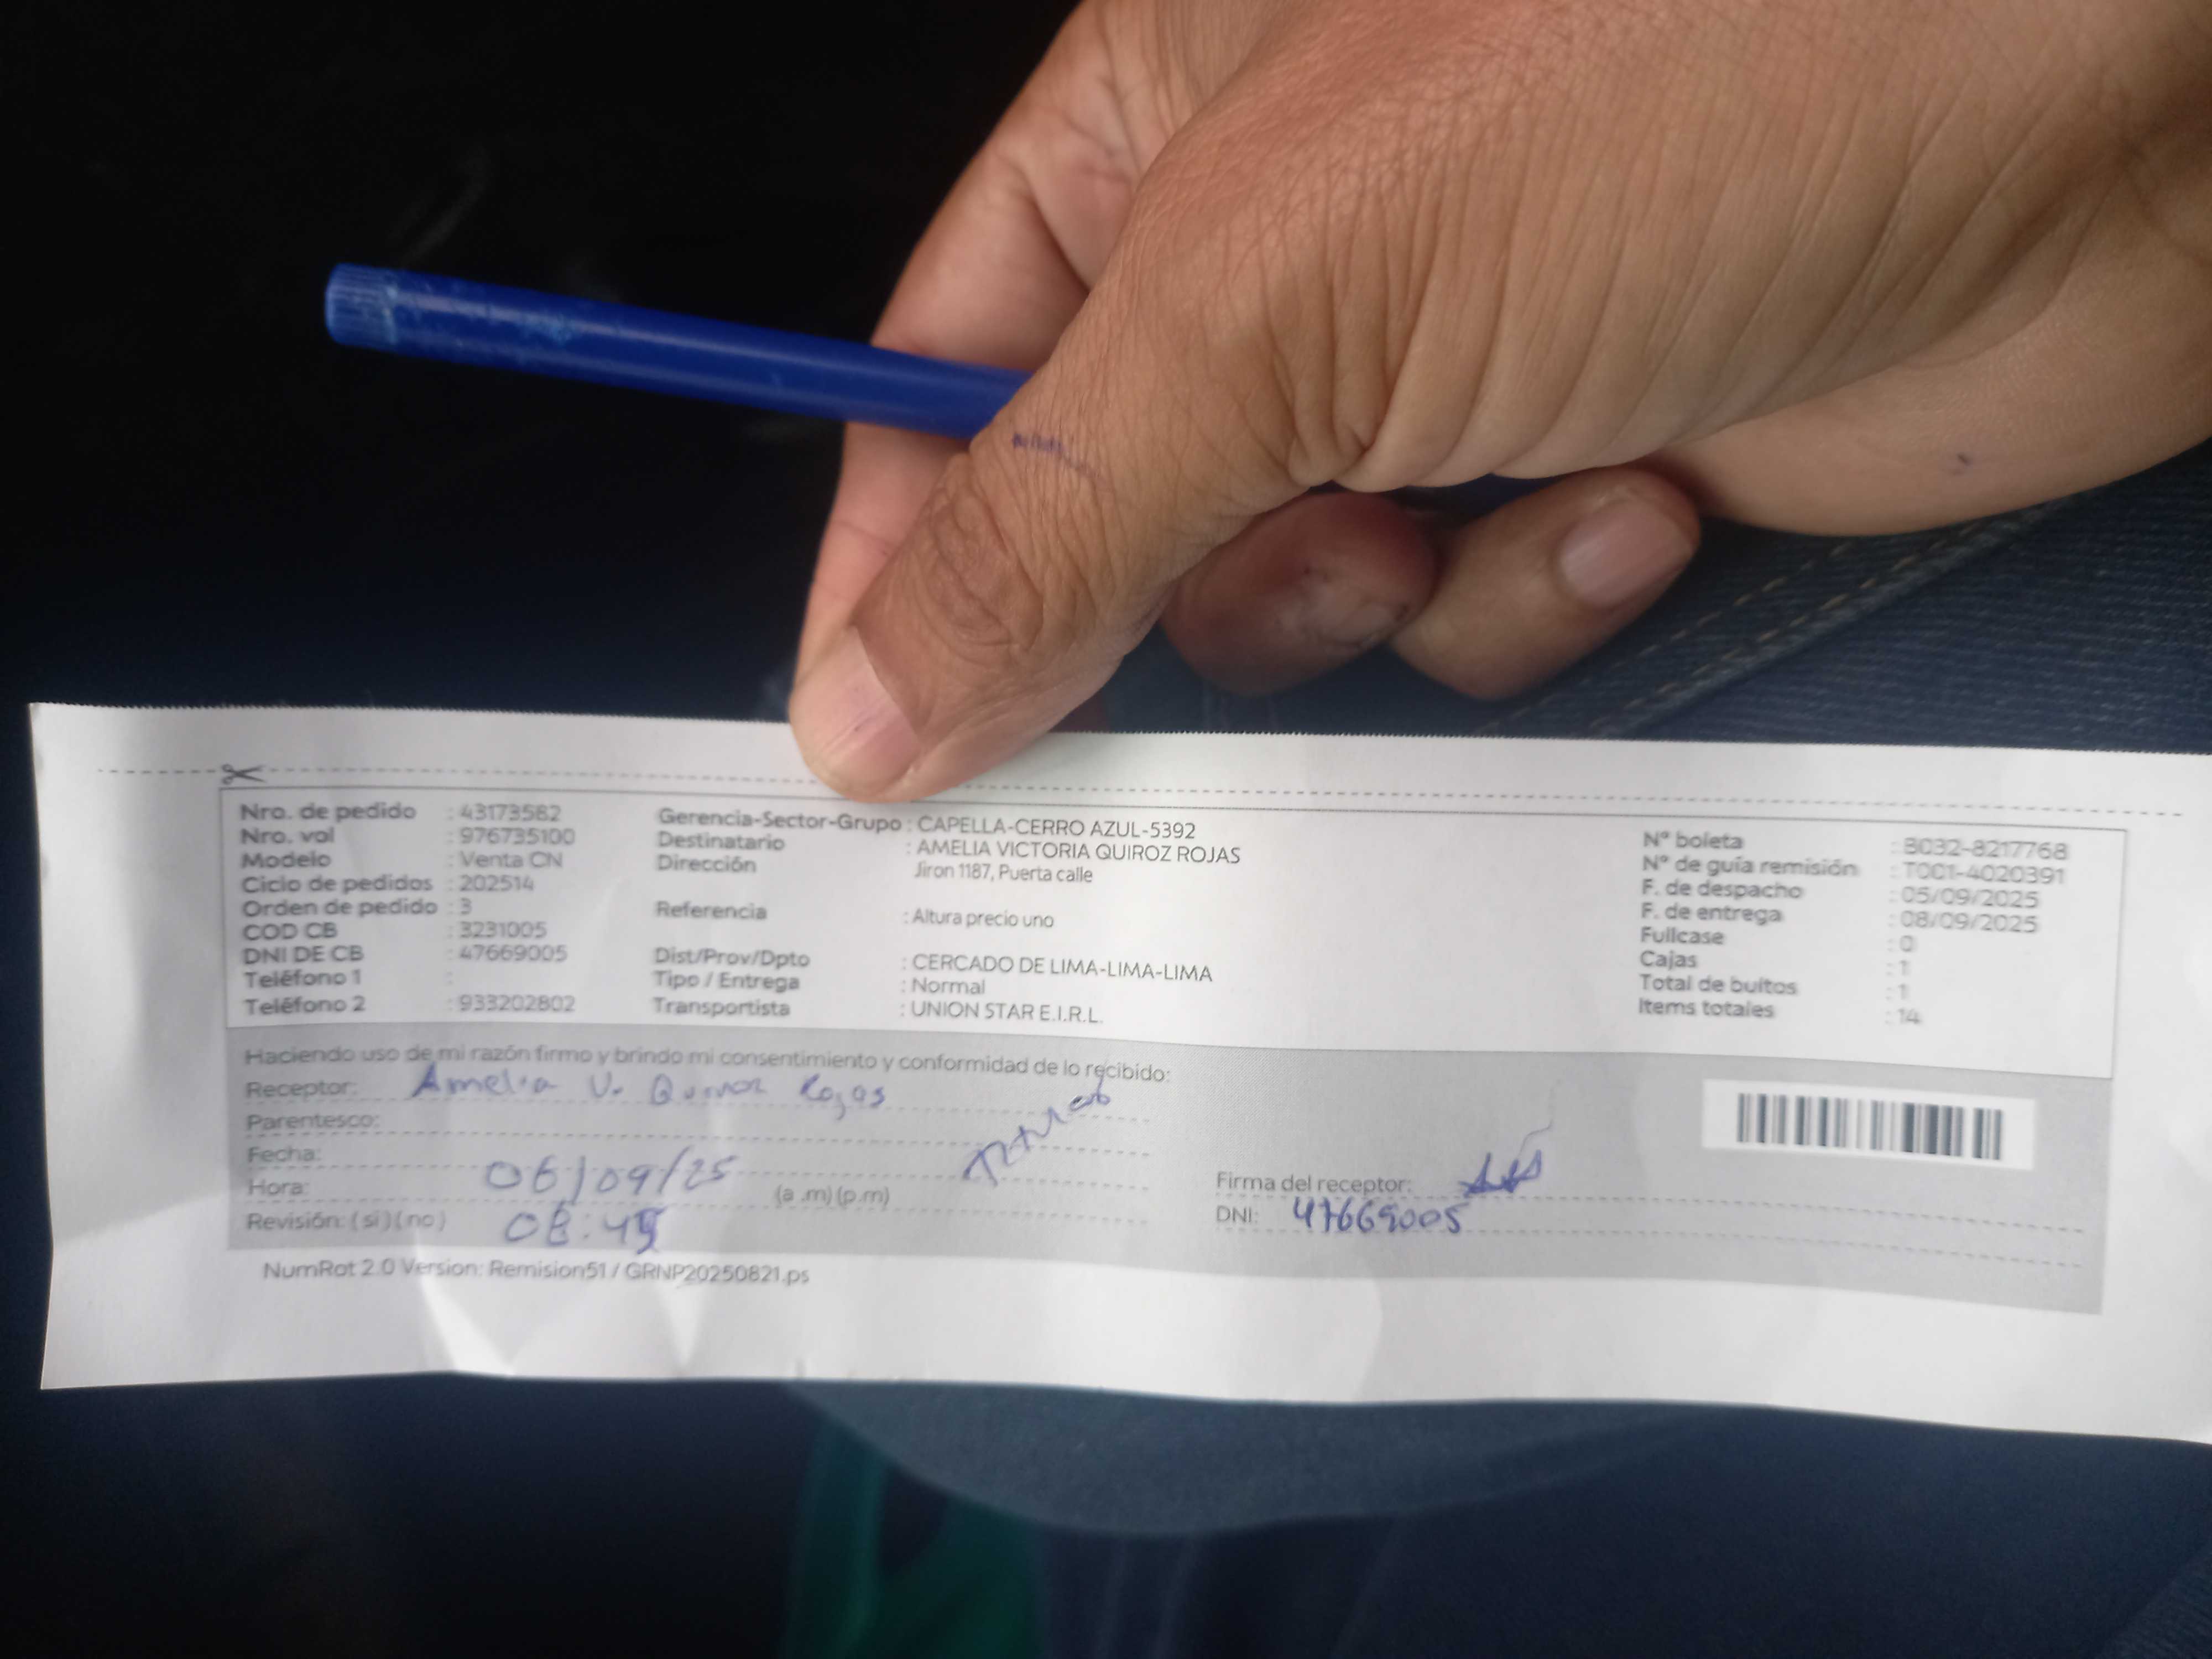 Nro. de pedido : 43173582
Nro. vol : 976735100
Modelo : Venta CN
Ciclo de pedidos : 202514
Orden de pedido : 3
COD CB : 3231005
DNI DE CB : 47669005
Teléfono 1 :
Teléfono 2 : 933202802
Gerencia-Sector-Grupo : CAPELLA-CERRO AZUL-5392
Destinatario : AMELIA VICTORIA QUIROZ ROJAS
Dirección Jiron 1187, Puerta calle
Referencia : Altura precio uno
Dist/Prov/Dpto : CERCADO DE LIMA-LIMA-LIMA
Tipo / Entrega : Normal
Transportista : UNION STAR E.I.R.L.
N° boleta : B032-8217768
N° de guía remisión : T001-4020391
F. de despacho : 05/09/2025
F. de entrega : 08/09/2025
Fullcase : 0
Cajas : 1
Total de bultos : 1
Items totales : 14
Haciendo uso de mi razón firmo y brindo mi consentimiento y conformidad de lo recibido:
Receptor: Amelia V. Quiroz Rojas
Parentesco:
Fecha: 06/09/25
Hora: (a .m) (p.m)
Revisión: ( si ) ( no ) 08:45
Firma del receptor:
DNI: 47669005
NumRot 2.0 Version: Remision51 / GRNP20250821.ps